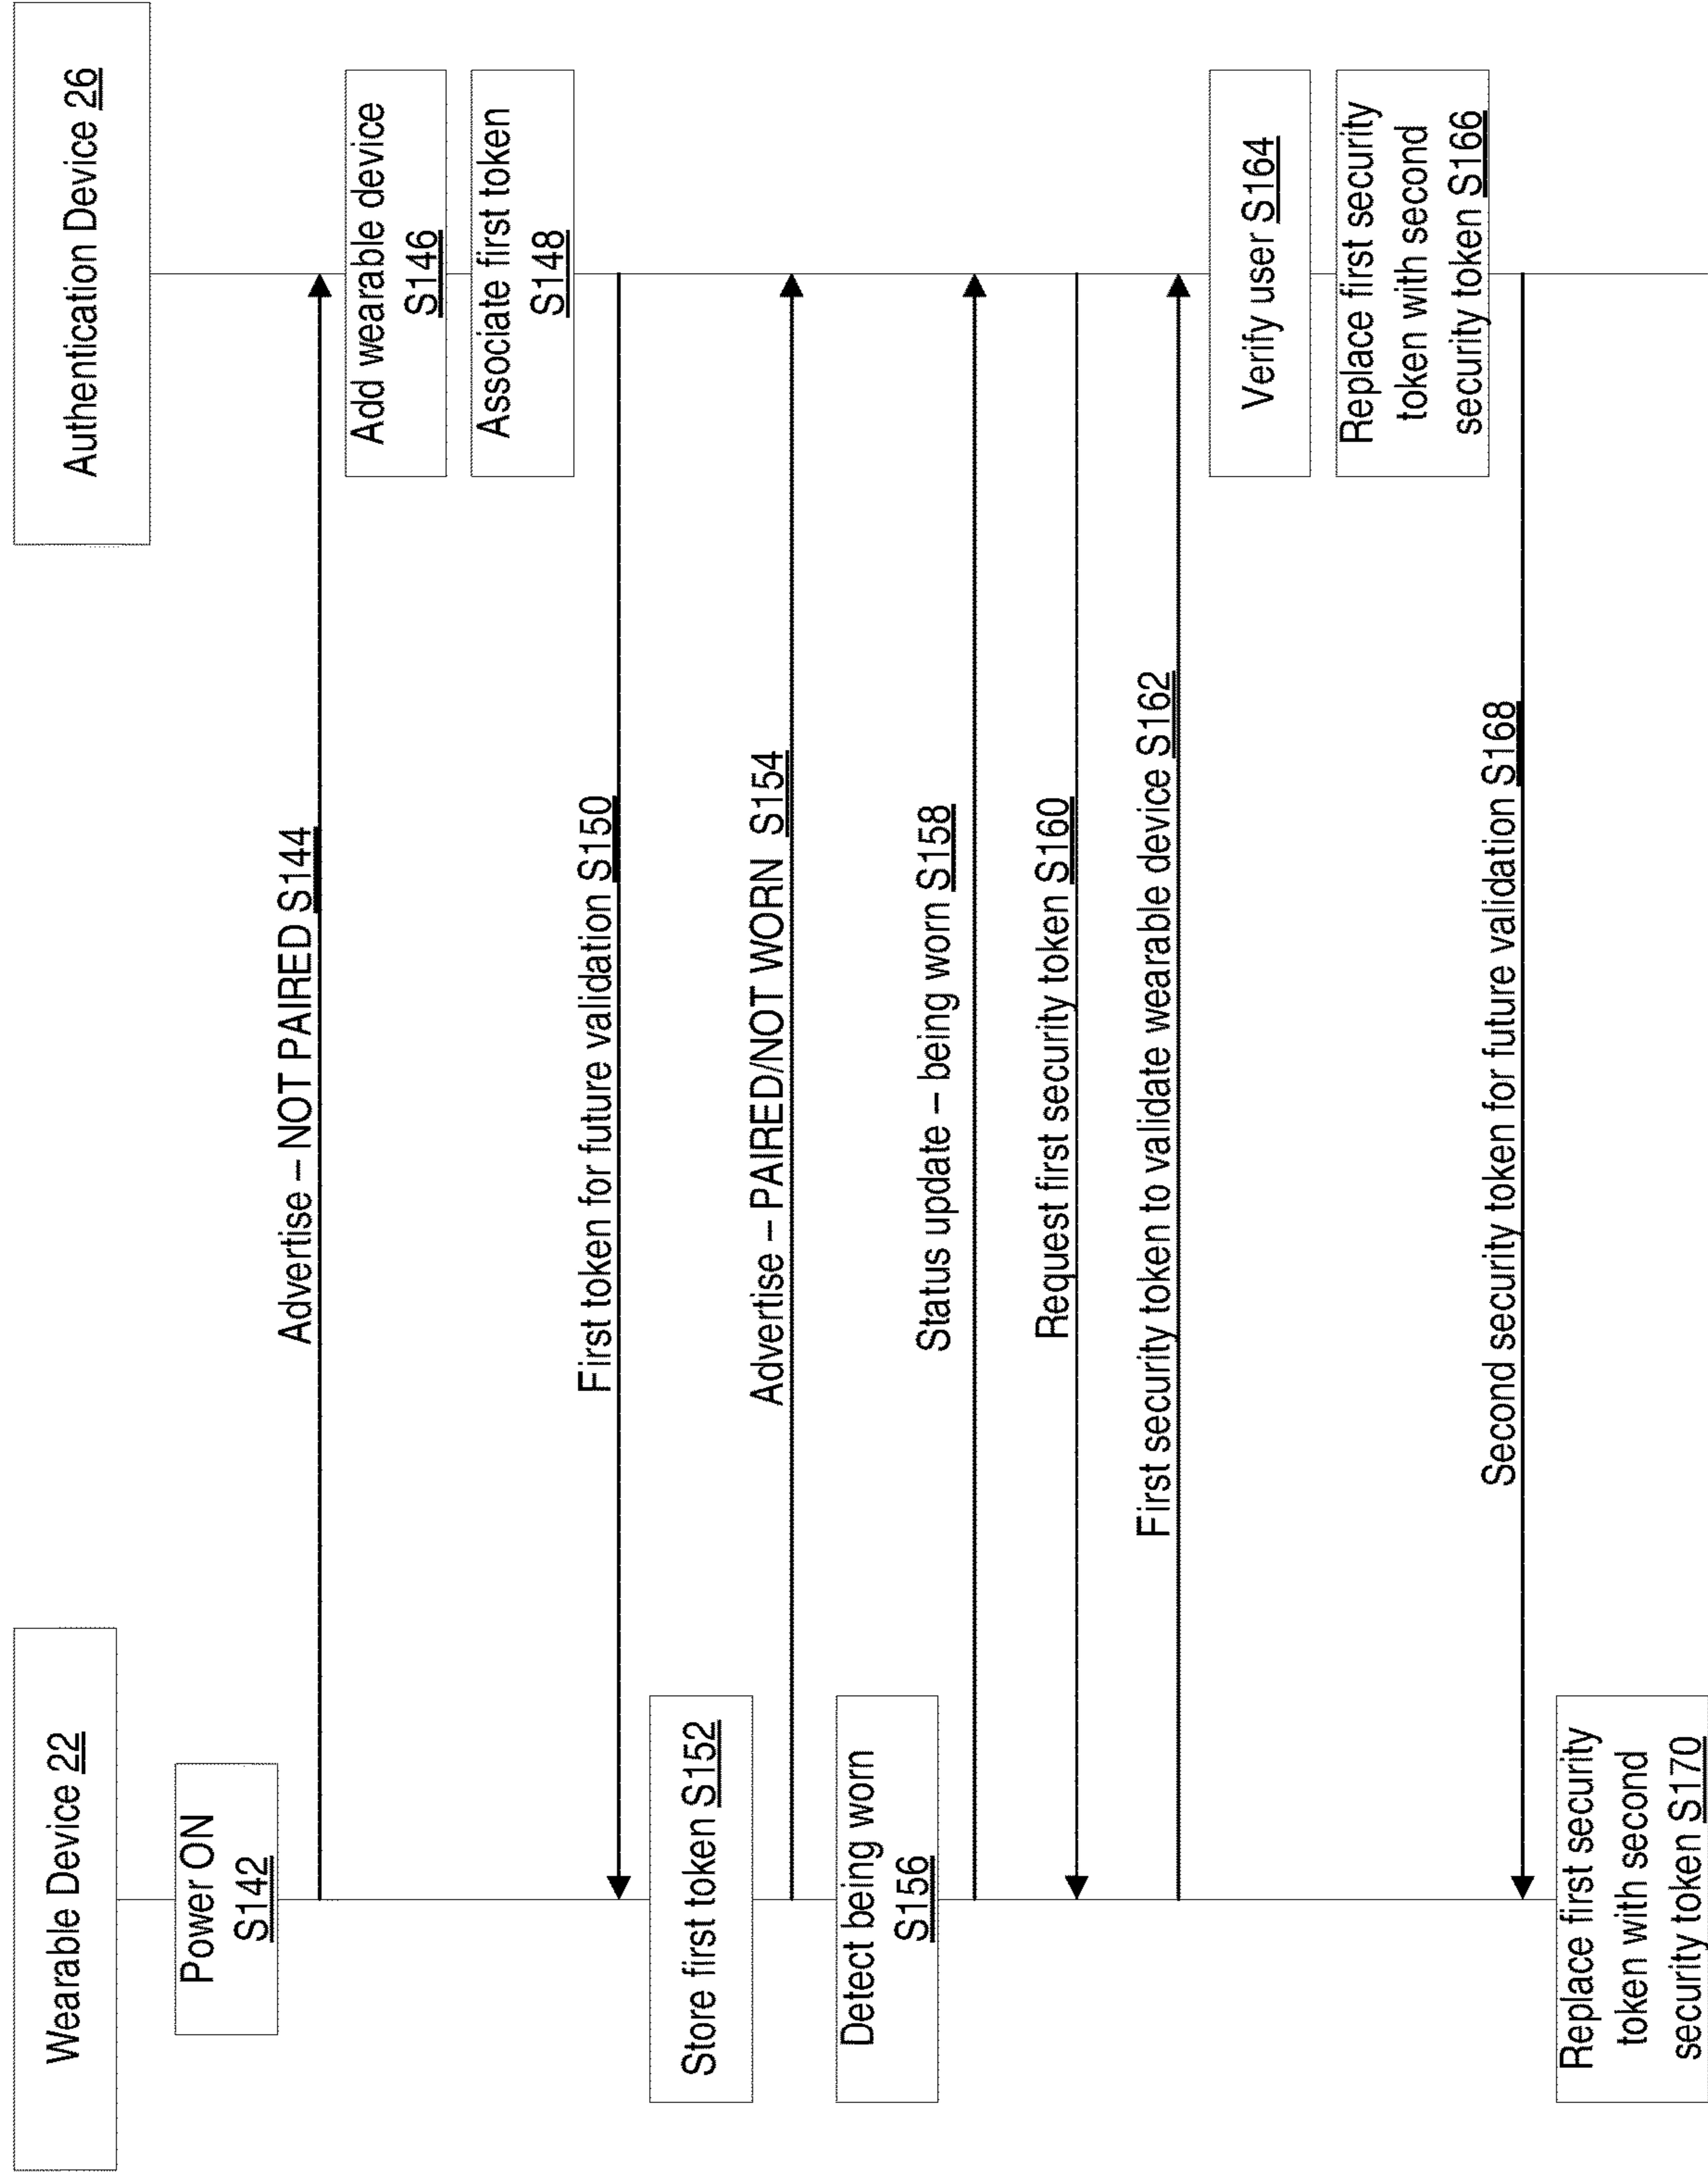 Wearable Device 22
Authentication Device 26
Power ON
S142
Advertise – NOT PAIRED S144
Add wearable device
S146
Associate first token
S148
First token for future validation S150
Store first token S152
Advertise – PAIRED/NOT WORN S154
Detect being worn
S156
Status update – being worn S158
Request first security token S160
First security token to validate wearable device S162
Verify user S164
Replace first security
token with second
security token S166
Second security token for future validation S168
Replace first security
token with second
security token S170